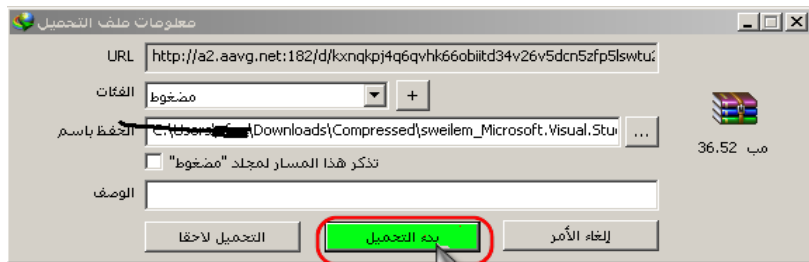 معلومات ملف التحميل
URL http://a2.aavg.net:182/d/kxnqkpj4q6qvhk66obiitd34v26v5dcn5zfp5lswtu
الفئات مضغوط +
الحفظ باسم C:\Users\ \Downloads\Compressed\sweilem_Microsoft.Visual.Stu ...
تذكر هذا المسار لمجلد "مضغوط"
36.52 مب
الوصف
التحميل لاحقا بدء التحميل إلغاء الأمر